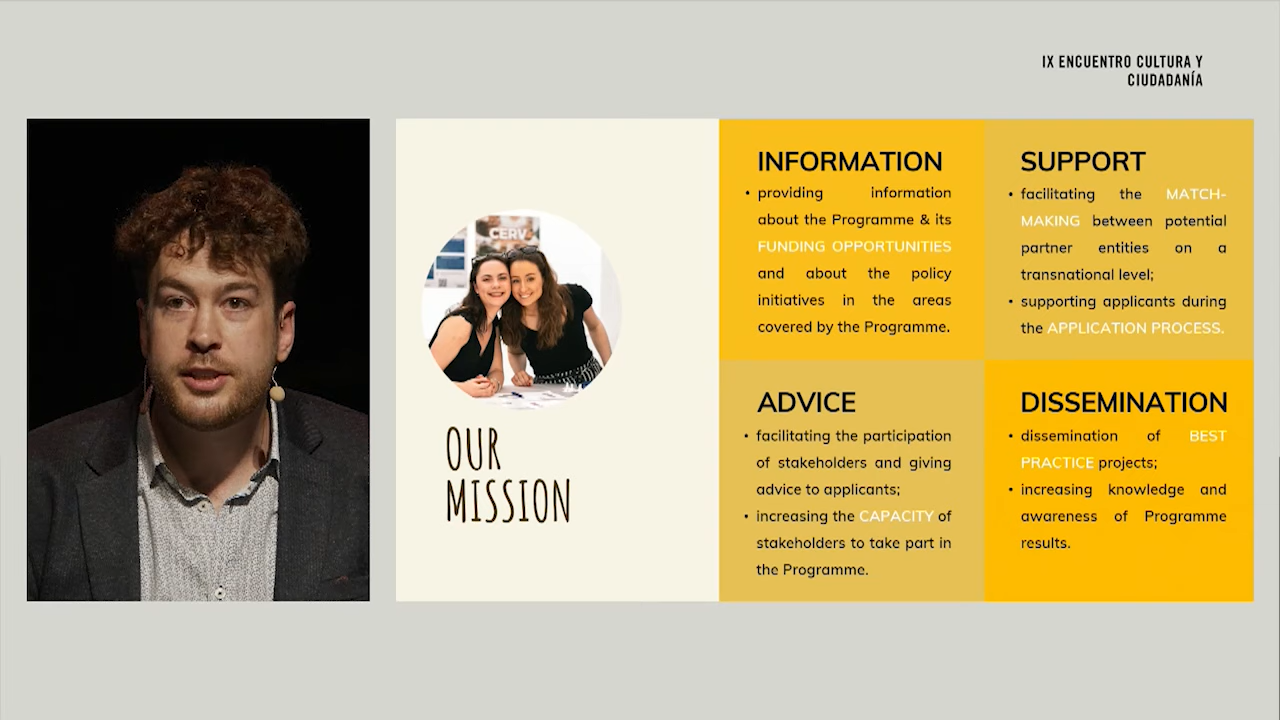 IX ENCUENTRO CULTURA Y
CIUDADANÍA
CERV
OUR
MISSION
INFORMATION
• providing information
about the Programme & its
FUNDING OPPORTUNITIES
and about the policy
initiatives in the areas
covered by the Programme.
SUPPORT
• facilitating the MATCH-
MAKING between potential
partner entities on a
transnational level;
• supporting applicants during
the APPLICATION PROCESS.
ADVICE
• facilitating the participation
of stakeholders and giving
advice to applicants;
• increasing the CAPACITY of
stakeholders to take part in
the Programme.
DISSEMINATION
• dissemination of BEST
PRACTICE projects;
• increasing knowledge and
awareness of Programme
results.